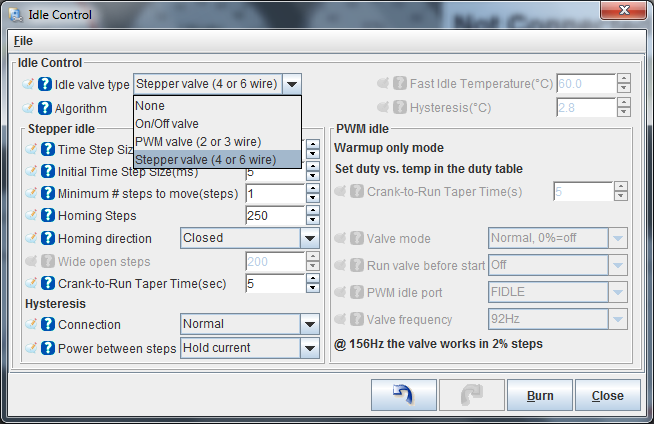 Idle Control
Not Connected
File
Idle Control
Idle valve type
Stepper valve (4 or 6 wire)
None
On/Off valve
PWM valve (2 or 3 wire)
Stepper valve (4 or 6 wire)
Fast Idle Temperature(°C)
60.0
Algorithm
Hysteresis(°C)
2.8
Stepper idle
Time Step Siz
Initial Time Step Size(ms)
5
Minimum # steps to move(steps)
1
Homing Steps
250
Homing direction
Closed
Wide open steps
200
Crank-to-Run Taper Time(sec)
5
Hysteresis
Connection
Normal
Power between steps
Hold current
PWM idle
Warmup only mode
Set duty vs. temp in the duty table
Crank-to-Run Taper Time(s)
5
Valve mode
Normal, 0%=off
Run valve before start
Off
PWM idle port
FIDLE
Valve frequency
92Hz
@ 156Hz the valve works in 2% steps
Burn
Close